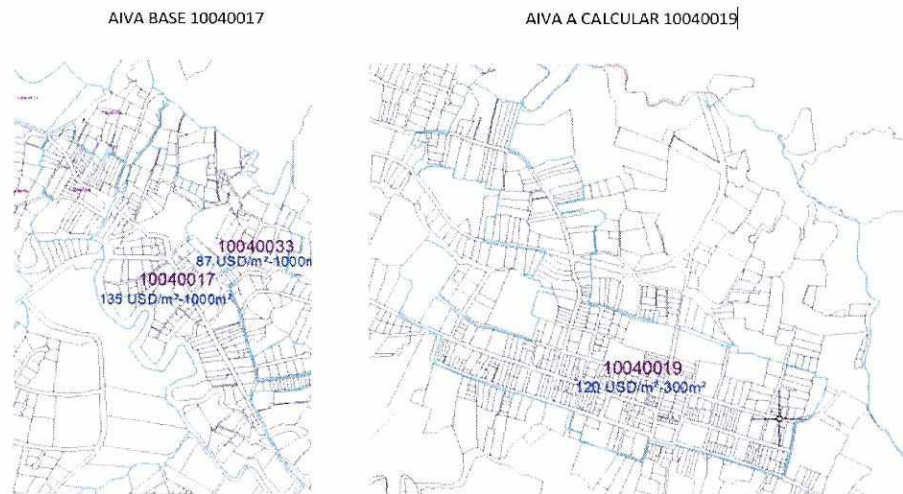 AIVA BASE 10040017
AIVA A CALCULAR 10040019
10040033
87 USD/m²-1000m
10040017
135 USD/m²-1000m²
10040019
120 USD/m²-300m²